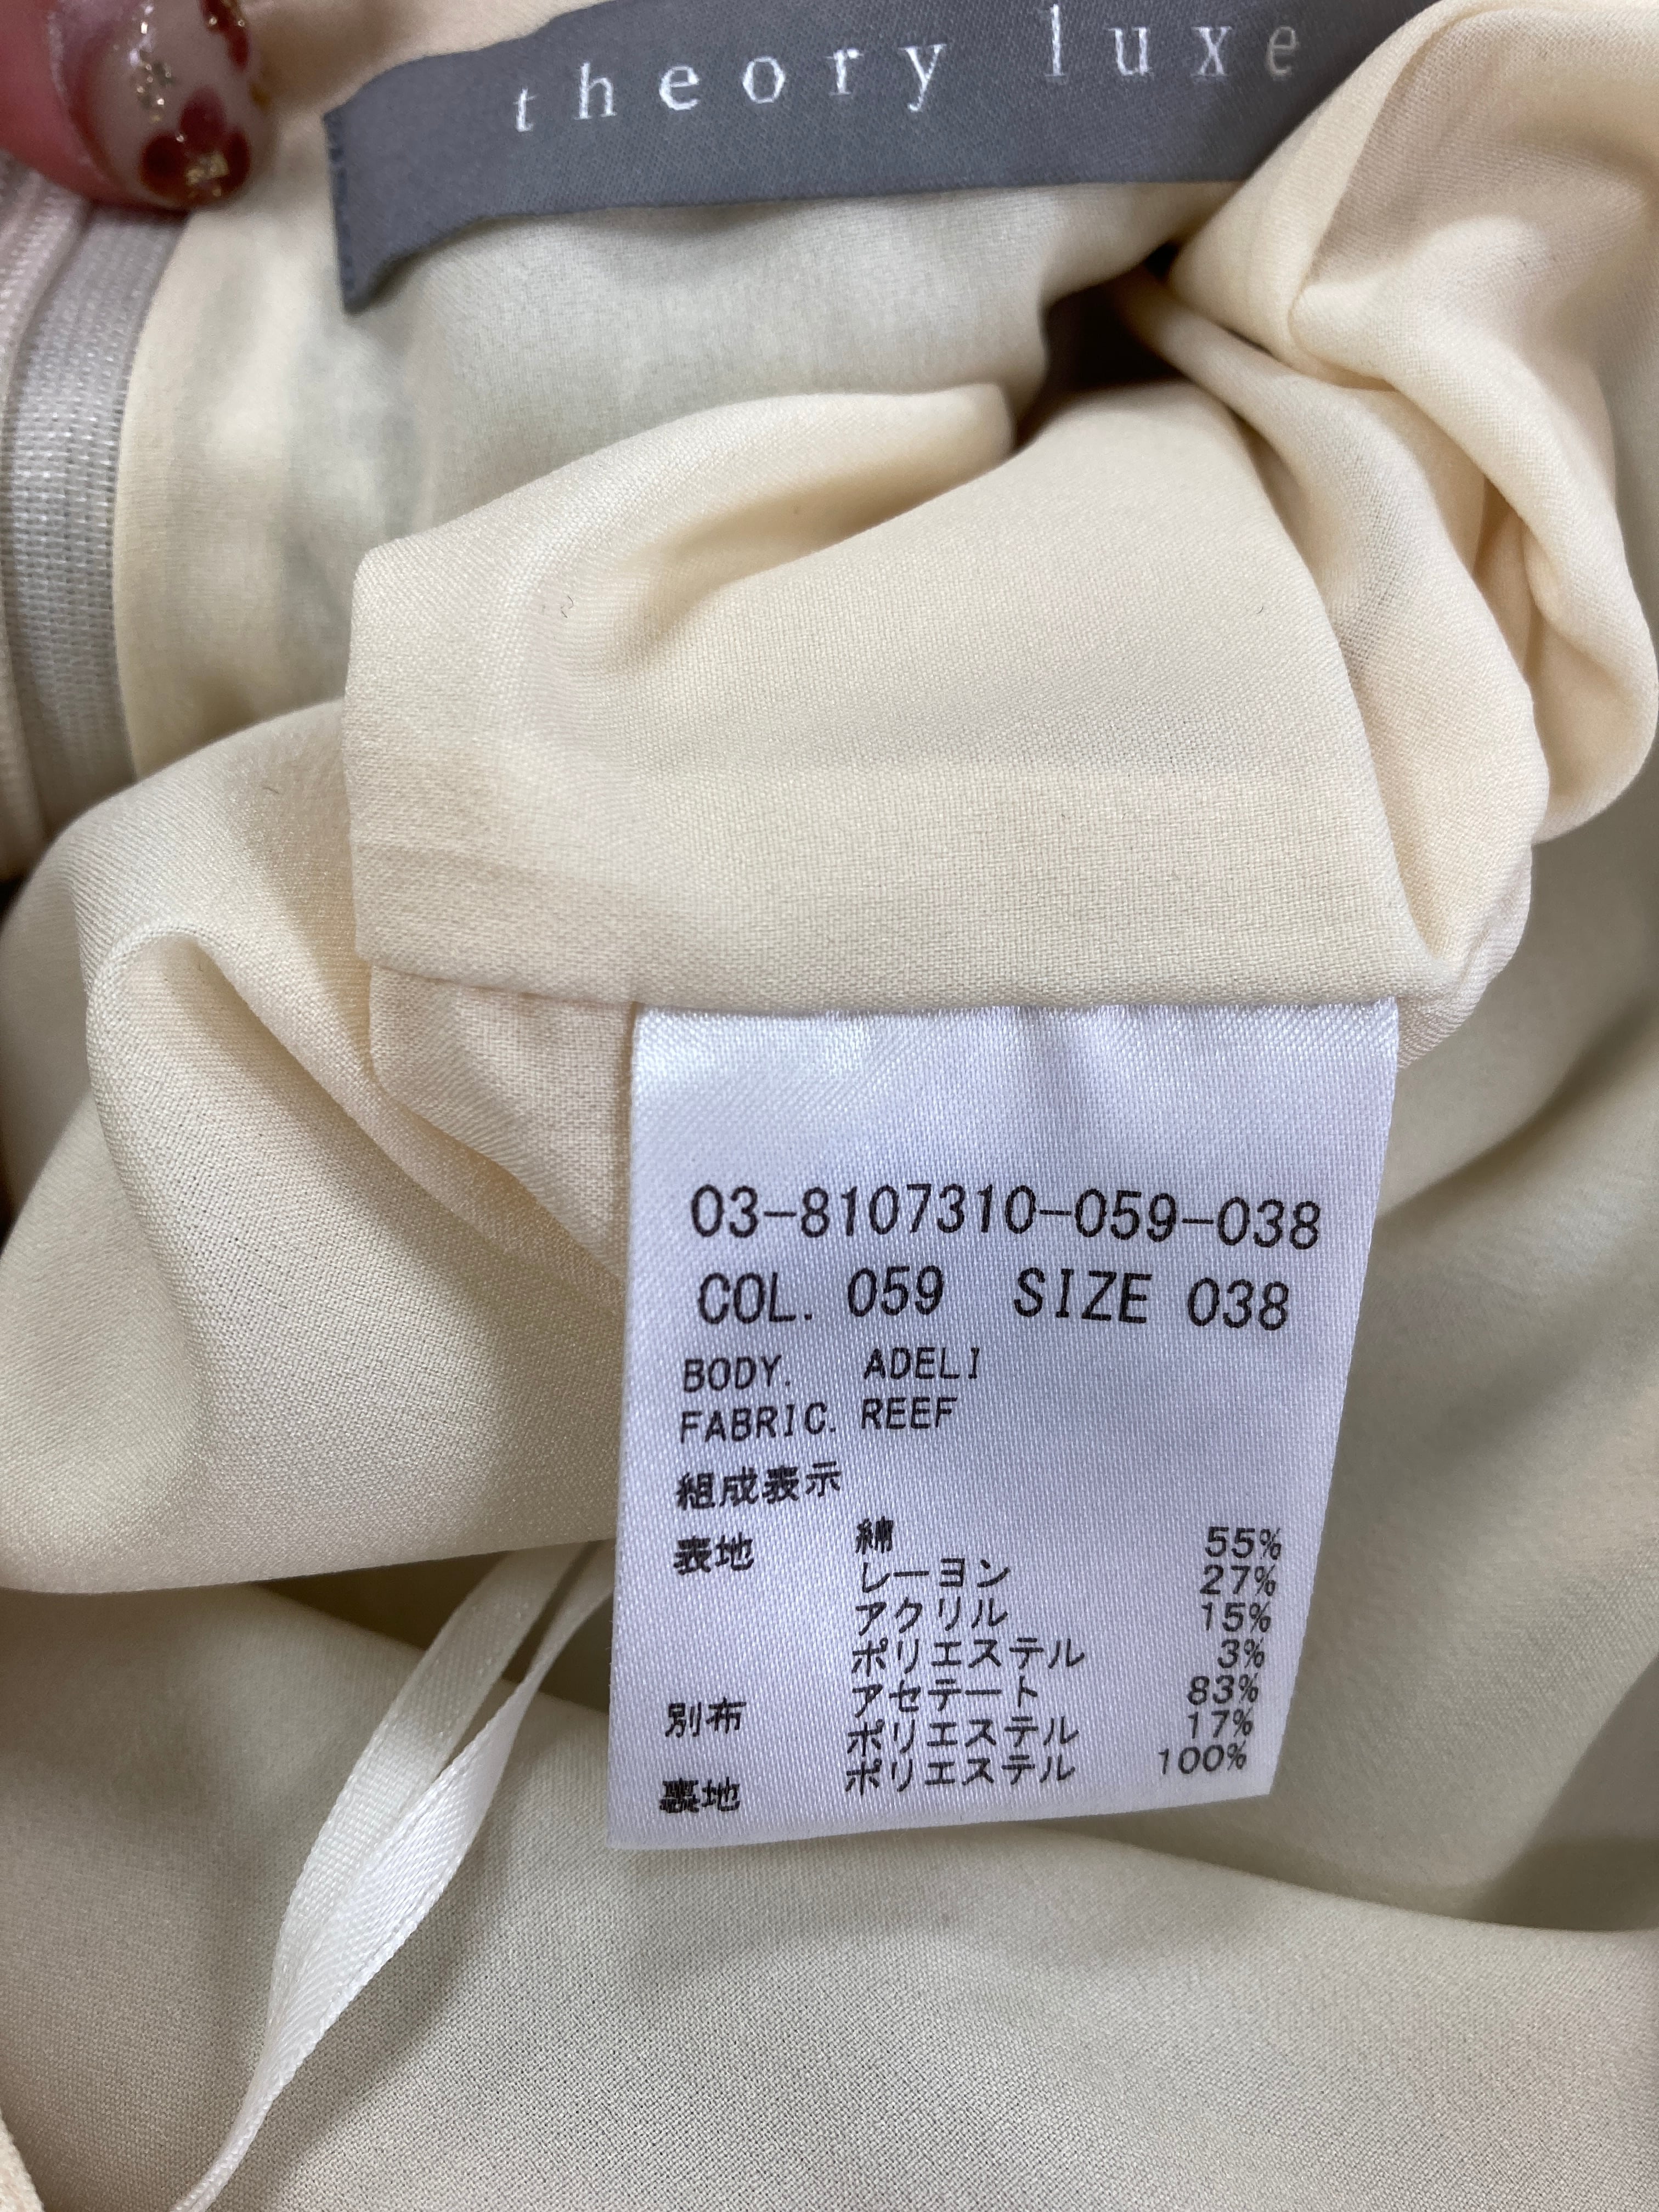 theory luxe
03-8107310-059-038
COL. 059 SIZE 038
BODY. ADELI
FABRIC. REEF
組成表示
表地 綿 55%
レーヨン 27%
アクリル 15%
ポリエステル 3%
別布 アセテート 83%
ポリエステル 17%
裏地 ポリエステル 100%